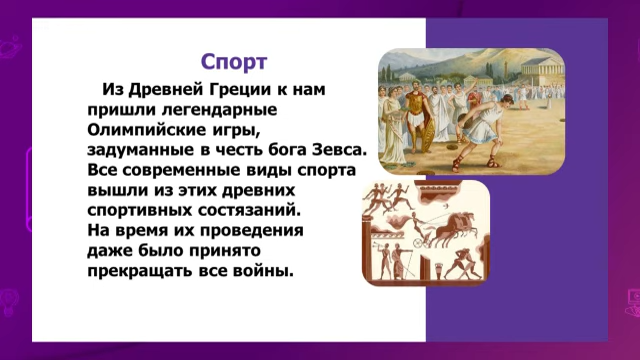 Спорт
Из Древней Греции к нам
пришли легендарные
Олимпийские игры,
задуманные в честь бога Зевса.
Все современные виды спорта
вышли из этих древних
спортивных состязаний.
На время их проведения
даже было принято
прекращать все войны.